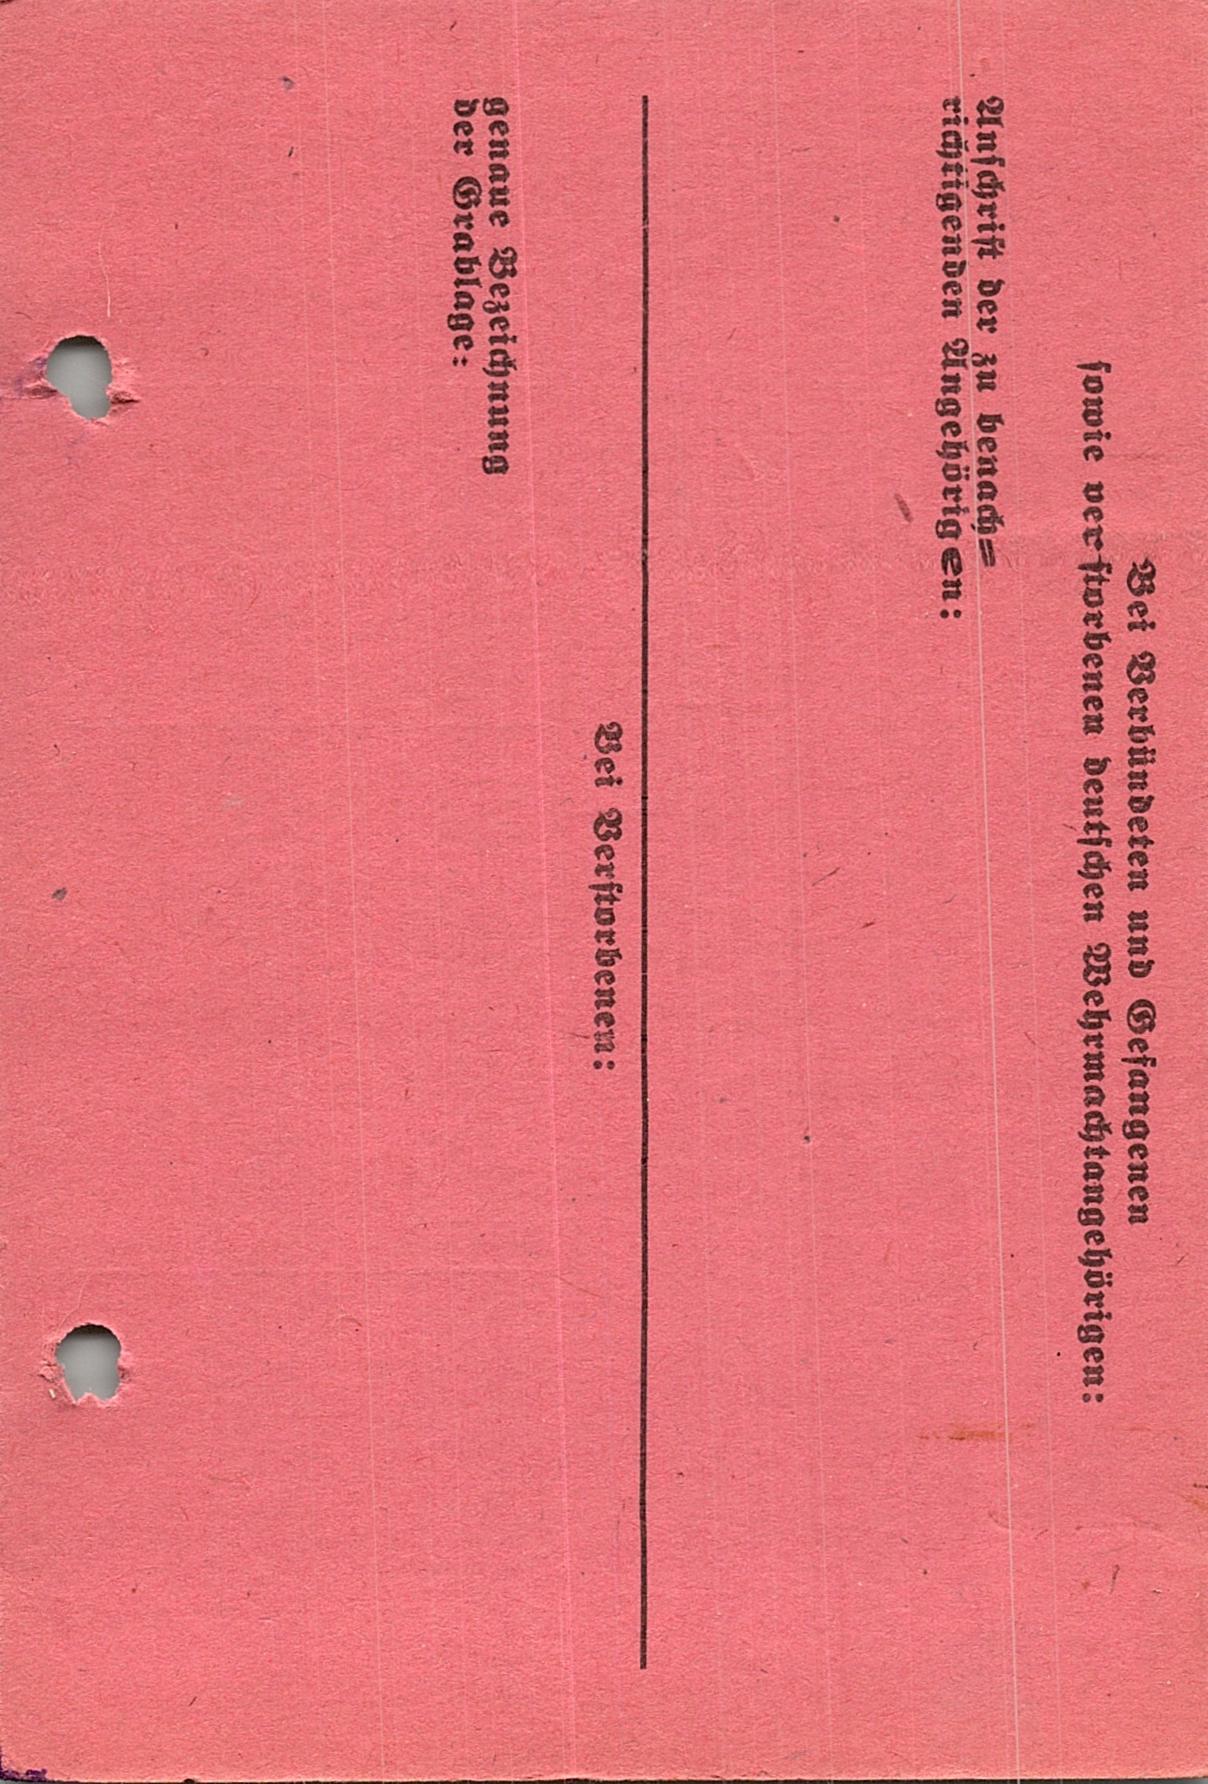 Bei Verbündeten und Gefangenen
sowie verstorbenen deutschen Wehrmachtangehörigen:
Anschrift der zu benach=
richtigenden Angehörigen:
Bei Verstorbenen:
genaue Bezeichnung
der Grablage: